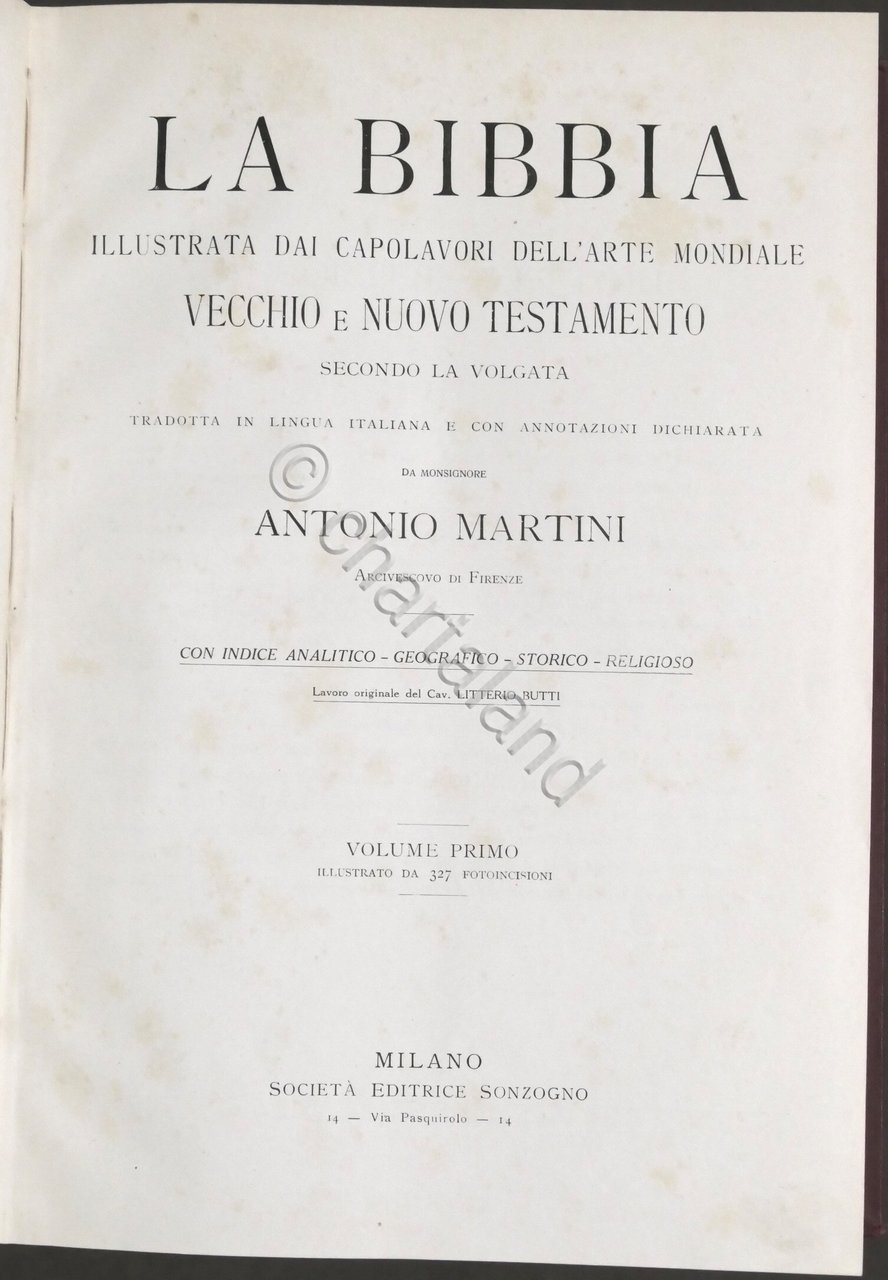 LA BIBBIA
ILLUSTRATA DAI CAPOLAVORI DELL'ARTE MONDIALE
VECCHIO E NUOVO TESTAMENTO
SECONDO LA VOLGATA
TRADOTTA IN LINGUA ITALIANA E CON ANNOTAZIONI DICHIARATA
DA MONSIGNORE
ANTONIO MARTINI
ARCIVESCOVO DI FIRENZE
CON INDICE ANALITICO - GEOGRAFICO - STORICO - RELIGIOSO
Lavoro originale del Cav. LITTERIO BUTTI
© chartaland
VOLUME PRIMO
ILLUSTRATO DA 327 FOTOINCISIONI
MILANO
SOCIETÀ EDITRICE SONZOGNO
14 — Via Pasquirolo — 14